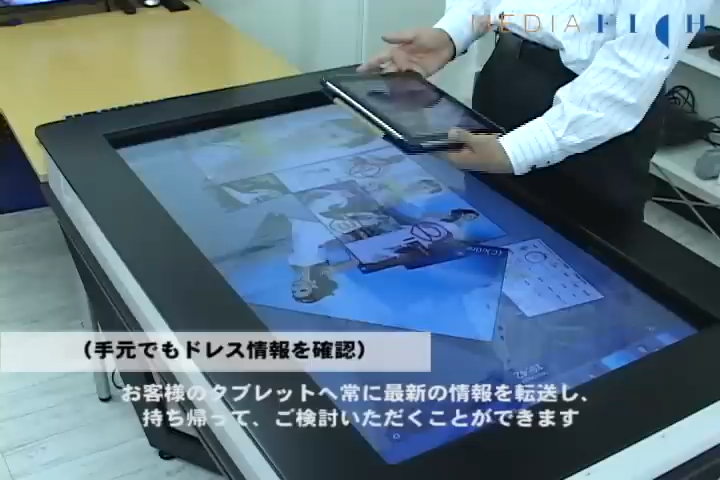 MEDIA FISH
（手元でもドレス情報を確認）
お客様のタブレットへ常に最新の情報を転送し、
持ち帰って、ご検討いただくことができます